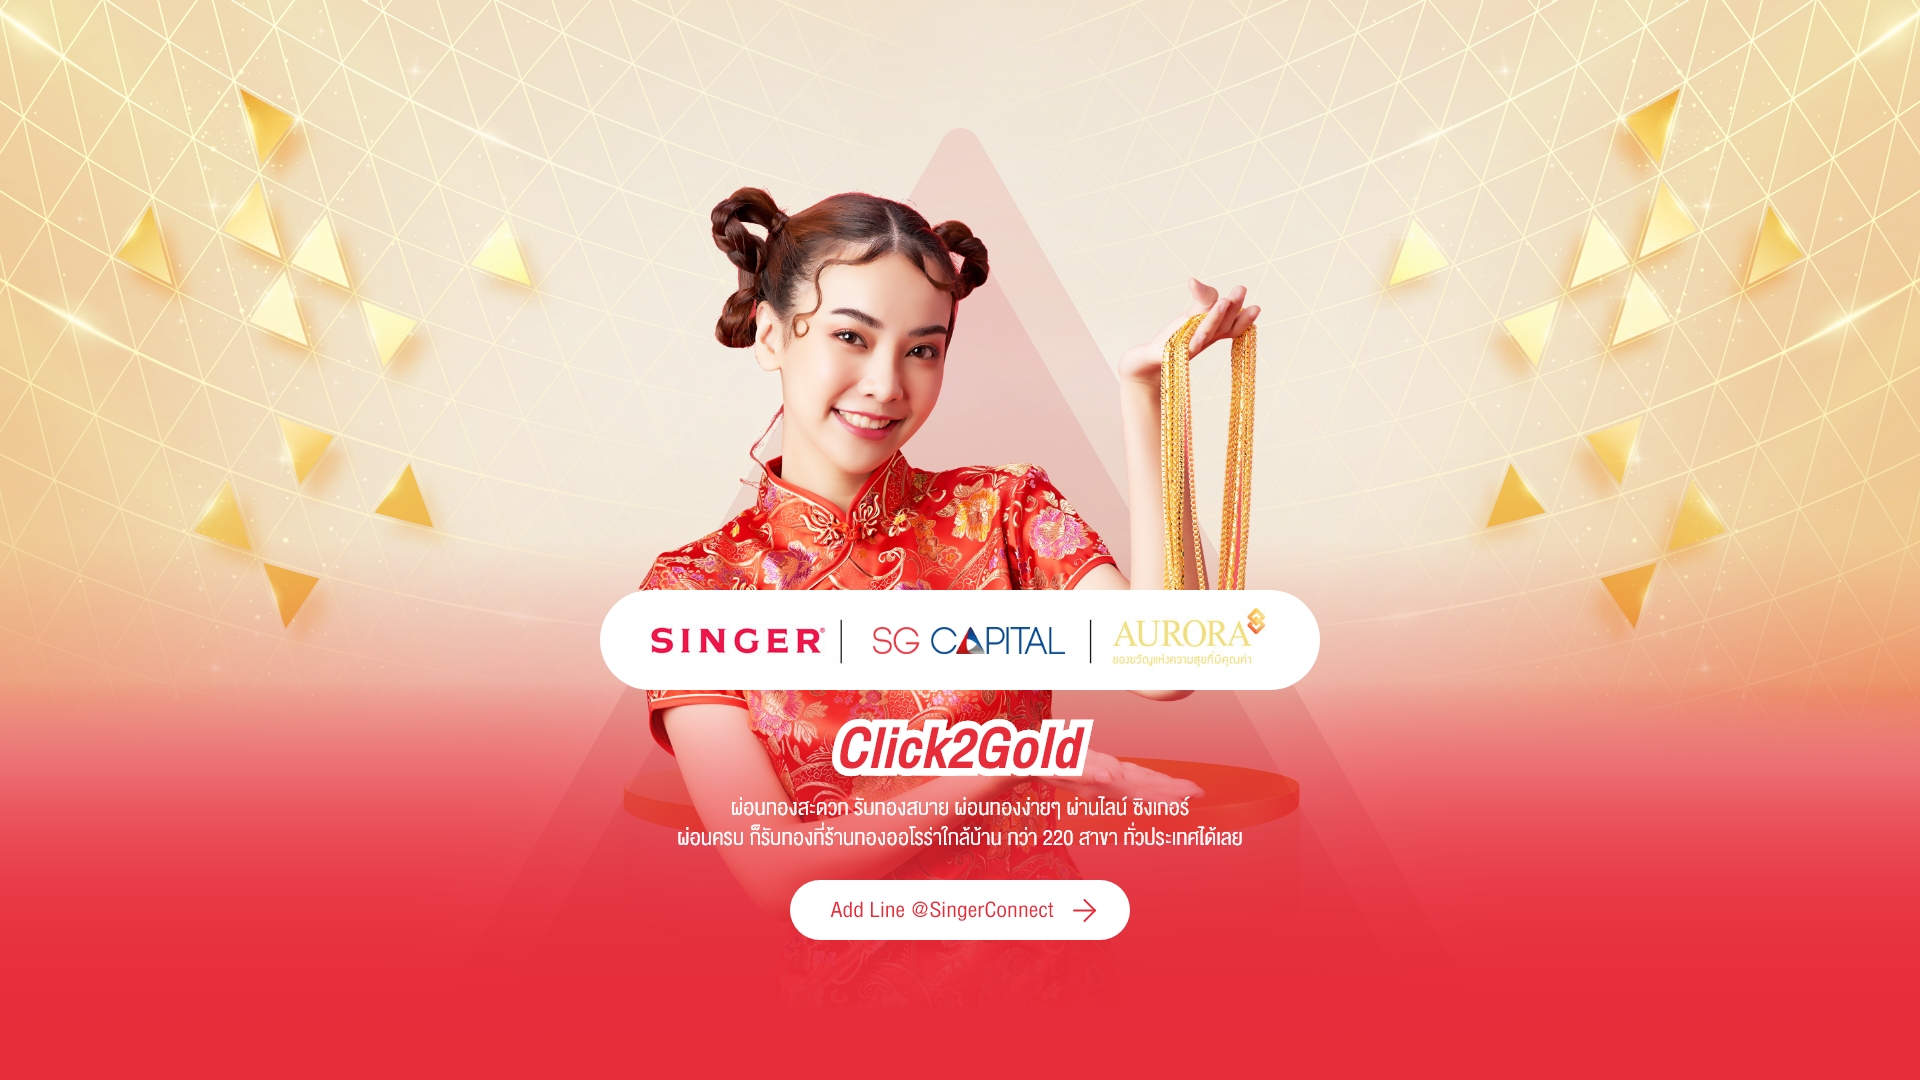 SINGER® | SG CAPITAL | AURORA
ของขวัญแห่งความสุขที่มีคุณค่า
Click2Gold
ผ่อนทองสะดวก รับทองสบาย ผ่อนทองง่ายๆ ผ่านไลน์ ซิงเกอร์
ผ่อนครบ ก็รับทองที่ร้านทองออโรร่าใกล้บ้าน กว่า 220 สาขา ทั่วประเทศได้เลย
Add Line @SingerConnect →